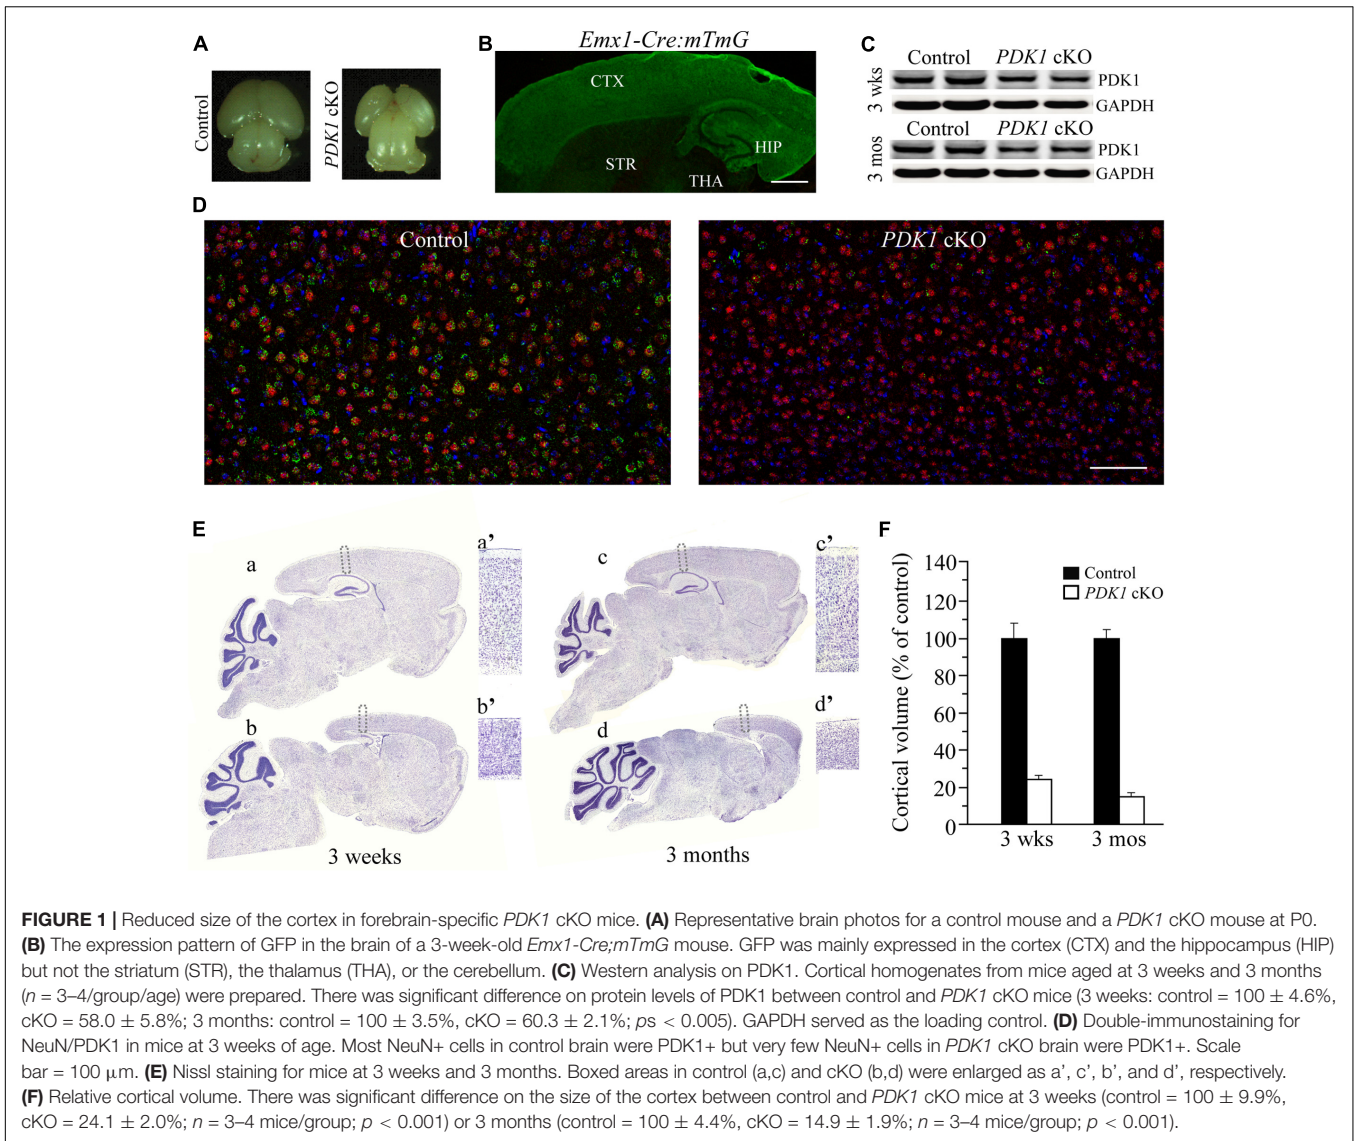 A
Control
PDK1 cKO
B
Emx1-Cre:mTmG
CTX
STR
HIP
THA
C
Control PDK1 cKO
3 wks
PDK1
GAPDH
Control PDK1 cKO
3 mos
PDK1
GAPDH
D
Control
PDK1 cKO
E
a
a’
b
b’
3 weeks
c
c’
d
d’
3 months
F
Cortical volume (% of control)
140
120
100
80
60
40
20
0
Control
PDK1 cKO
3 wks
3 mos
FIGURE 1 | Reduced size of the cortex in forebrain-specific PDK1 cKO mice. (A) Representative brain photos for a control mouse and a PDK1 cKO mouse at P0.
(B) The expression pattern of GFP in the brain of a 3-week-old Emx1-Cre;mTmG mouse. GFP was mainly expressed in the cortex (CTX) and the hippocampus (HIP)
but not the striatum (STR), the thalamus (THA), or the cerebellum. (C) Western analysis on PDK1. Cortical homogenates from mice aged at 3 weeks and 3 months
(n = 3–4/group/age) were prepared. There was significant difference on protein levels of PDK1 between control and PDK1 cKO mice (3 weeks: control = 100 ± 4.6%,
cKO = 58.0 ± 5.8%; 3 months: control = 100 ± 3.5%, cKO = 60.3 ± 2.1%; ps < 0.005). GAPDH served as the loading control. (D) Double-immunostaining for
NeuN/PDK1 in mice at 3 weeks of age. Most NeuN+ cells in control brain were PDK1+ but very few NeuN+ cells in PDK1 cKO brain were PDK1+. Scale
bar = 100 μm. (E) Nissl staining for mice at 3 weeks and 3 months. Boxed areas in control (a,c) and cKO (b,d) were enlarged as a’, c’, b’, and d’, respectively.
(F) Relative cortical volume. There was significant difference on the size of the cortex between control and PDK1 cKO mice at 3 weeks (control = 100 ± 9.9%,
cKO = 24.1 ± 2.0%; n = 3–4 mice/group; p < 0.001) or 3 months (control = 100 ± 4.4%, cKO = 14.9 ± 1.9%; n = 3–4 mice/group; p < 0.001).